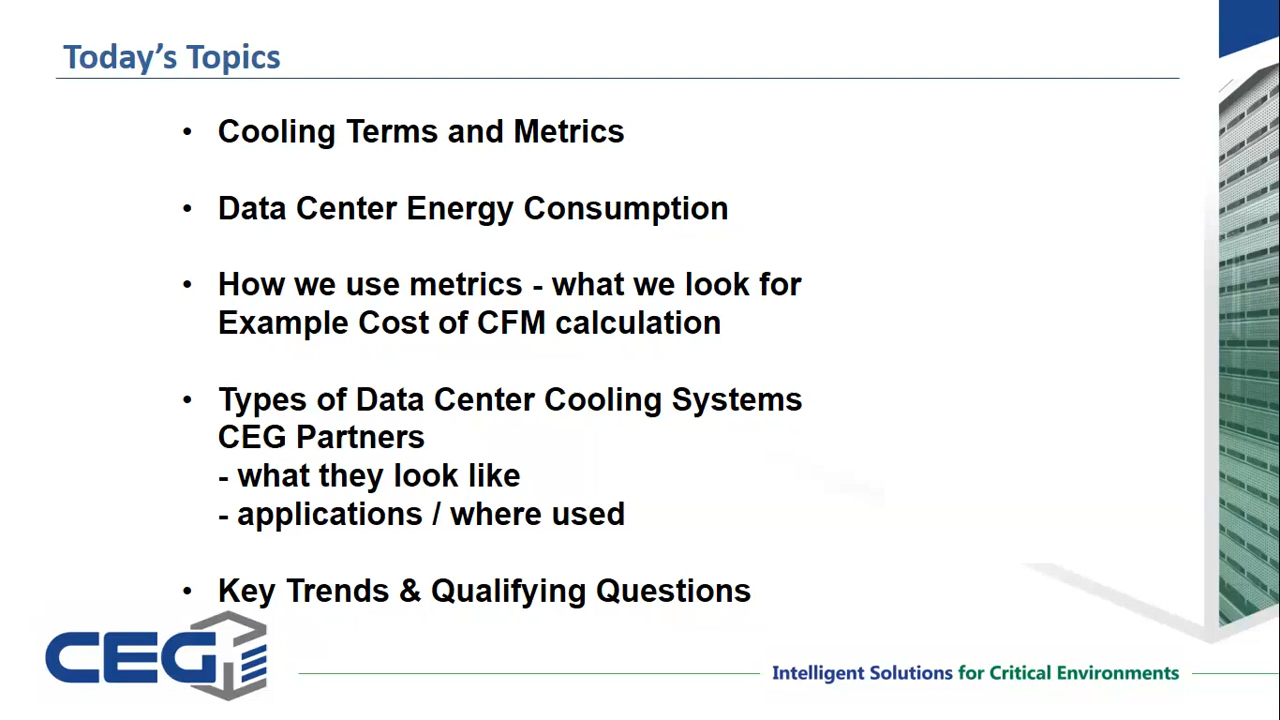 Today’s Topics
• Cooling Terms and Metrics
• Data Center Energy Consumption
• How we use metrics - what we look for
Example Cost of CFM calculation
• Types of Data Center Cooling Systems
CEG Partners
- what they look like
- applications / where used
• Key Trends & Qualifying Questions
CEG
Intelligent Solutions for Critical Environments